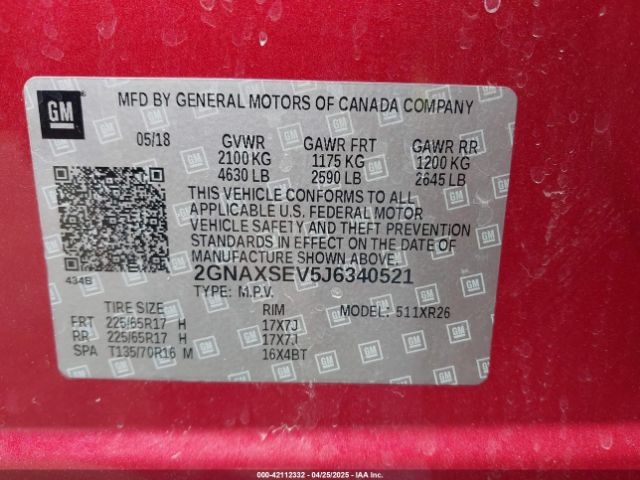 GM
MFD BY GENERAL MOTORS OF CANADA COMPANY
05/18 GVWR GAWR FRT GAWR RR
2100 KG 1175 KG 1200 KG
4630 LB 2590 LB 2645 LB
THIS VEHICLE CONFORMS TO ALL
APPLICABLE U.S. FEDERAL MOTOR
VEHICLE SAFETY AND THEFT PREVENTION
STANDARDS IN EFFECT ON THE DATE OF
MANUFACTURE SHOWN ABOVE.
434B 2GNAXSEV5J6340521
TYPE: M.P.V. MODEL: 511XR26
TIRE SIZE RIM
FRT 225/65R17 H 17X7J
RR 225/65R17 H 17X7J
SPA T135/70R16 M 16X4BT
000-42112332 - 04/25/2025 - IAA Inc.